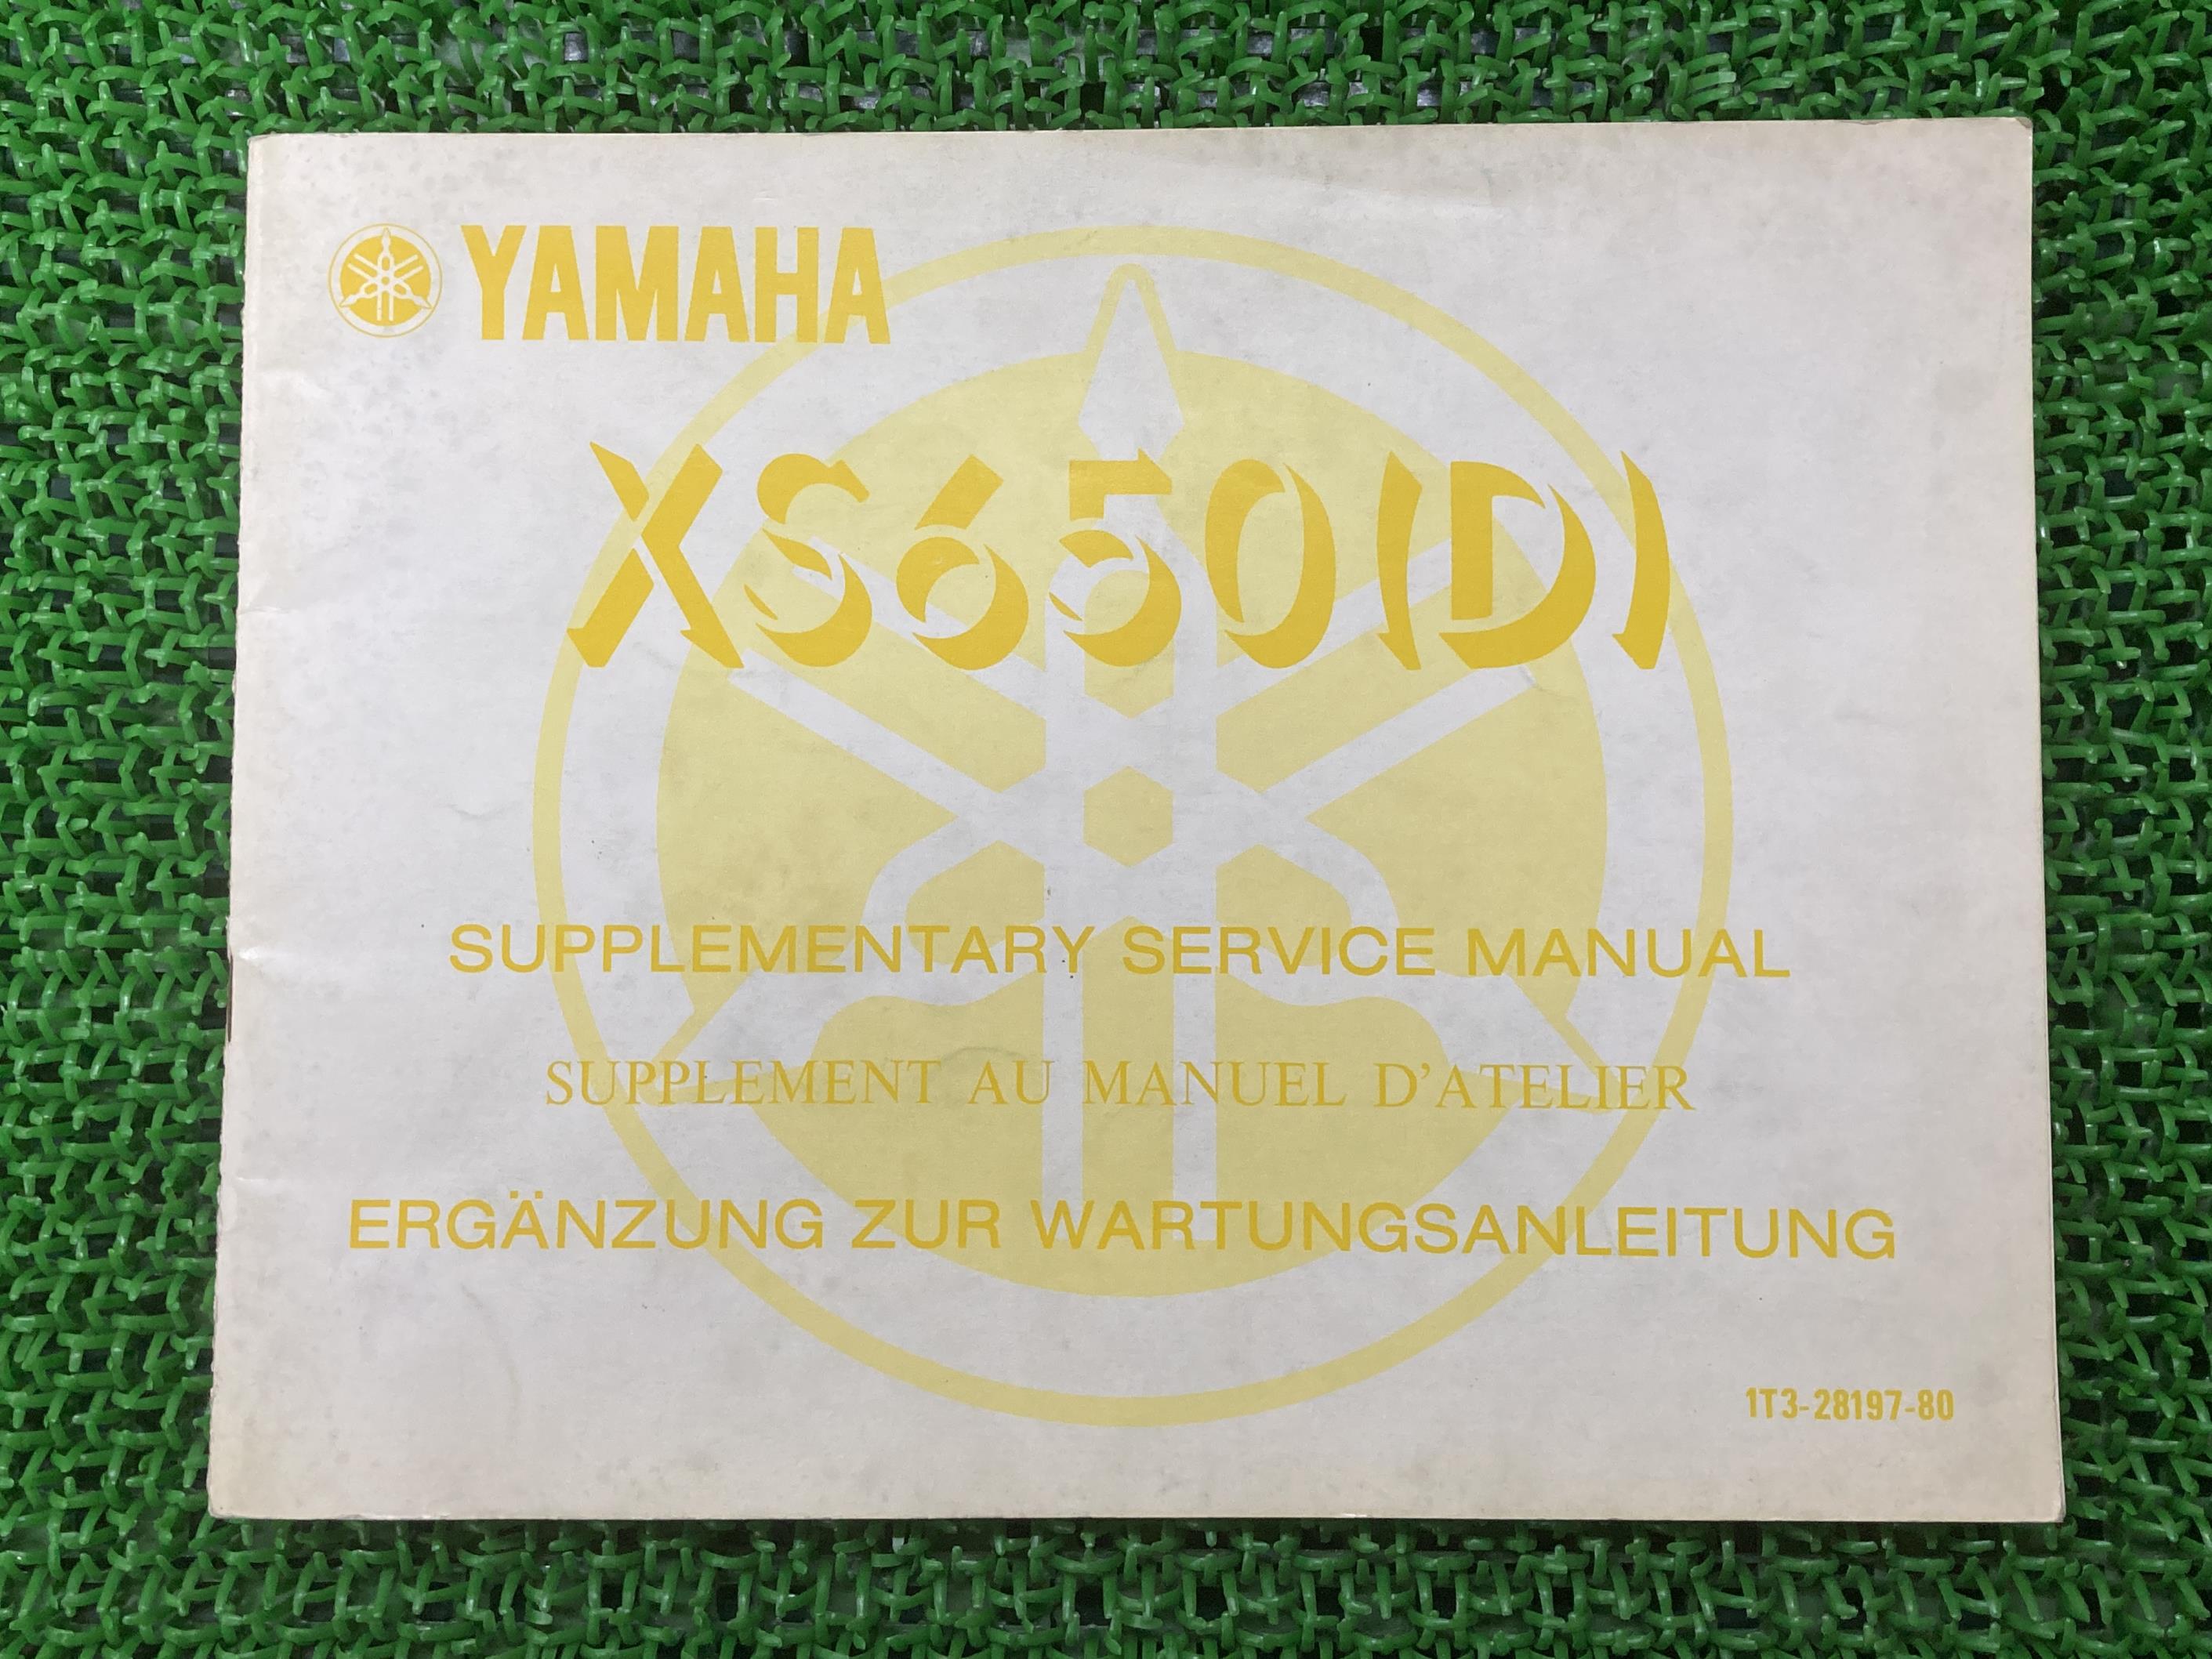 YAMAHA
XS650(D)
SUPPLEMENTARY SERVICE MANUAL
SUPPLEMENT AU MANUEL D'ATELIER
ERGÄNZUNG ZUR WARTUNGSANLEITUNG
1T3-28197-80